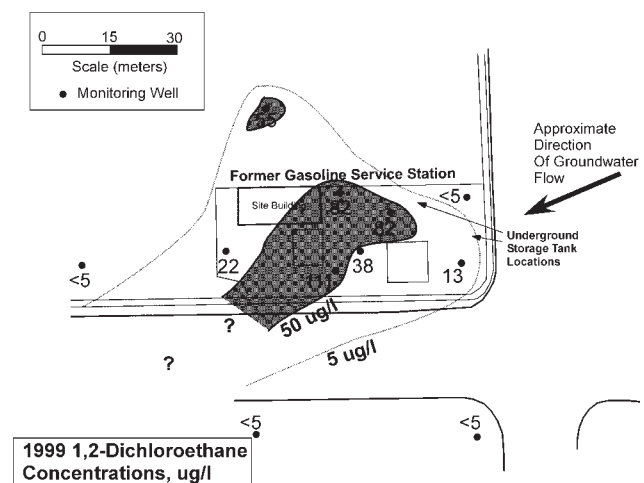 0 15 30
Scale (meters)
Monitoring Well
Approximate
Direction
Of Groundwater
Flow
Former Gasoline Service Station
<5
Site Building
82
Underground
Storage Tank
Locations
22
38
13
<5
50 ug/l
?
5 ug/l
?
<5
<5
1999 1,2-Dichloroethane
Concentrations, ug/l